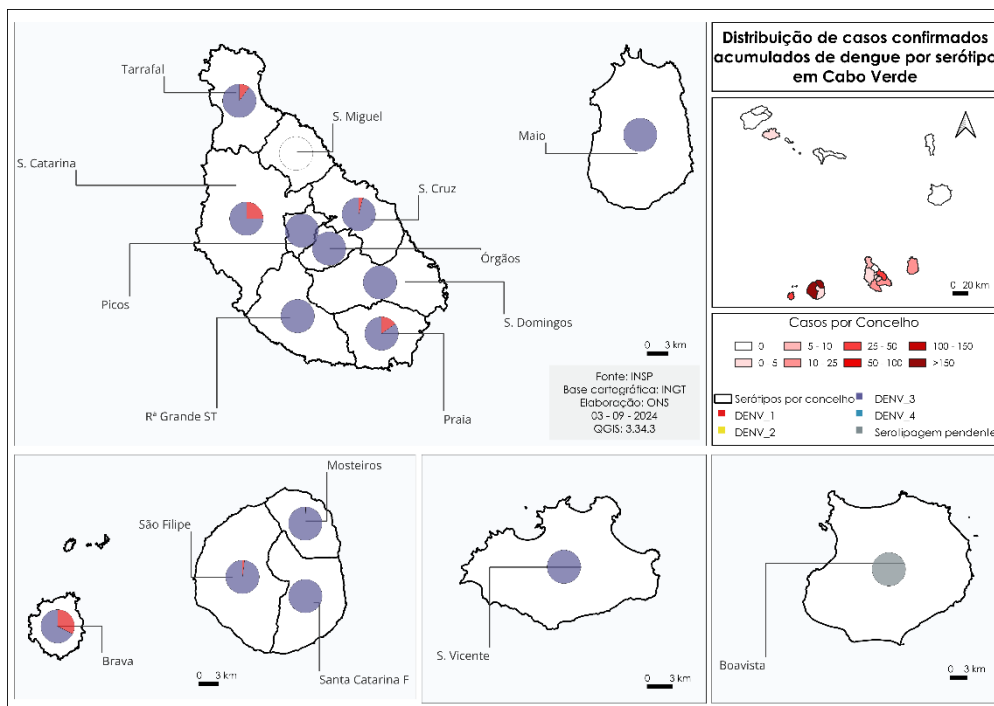 Distribuição de casos confirmados
acumulados de dengue por serótipo
em Cabo Verde
Tarrafal
S. Miguel
S. Catarina
Maio
S. Cruz
Órgãos
Picos
S. Domingos
Rª Grande ST
Praia
0 3 km
Fonte: INSP
Base cartográfica: INGT
Elaboração: ONS
03 - 09 - 2024
QGIS: 3.34.3
0 20 km
Casos por Concelho
0
5 - 10
25 - 50
100 - 150
0 5
10 25
50 100
>150
Serótipos por concelho
DENV_3
DENV_1
DENV_4
DENV_2
Serotipagem pendente
Mosteiros
São Filipe
Brava
Santa Catarina F
0 3 km
S. Vicente
0 3 km
Boavista
0 3 km